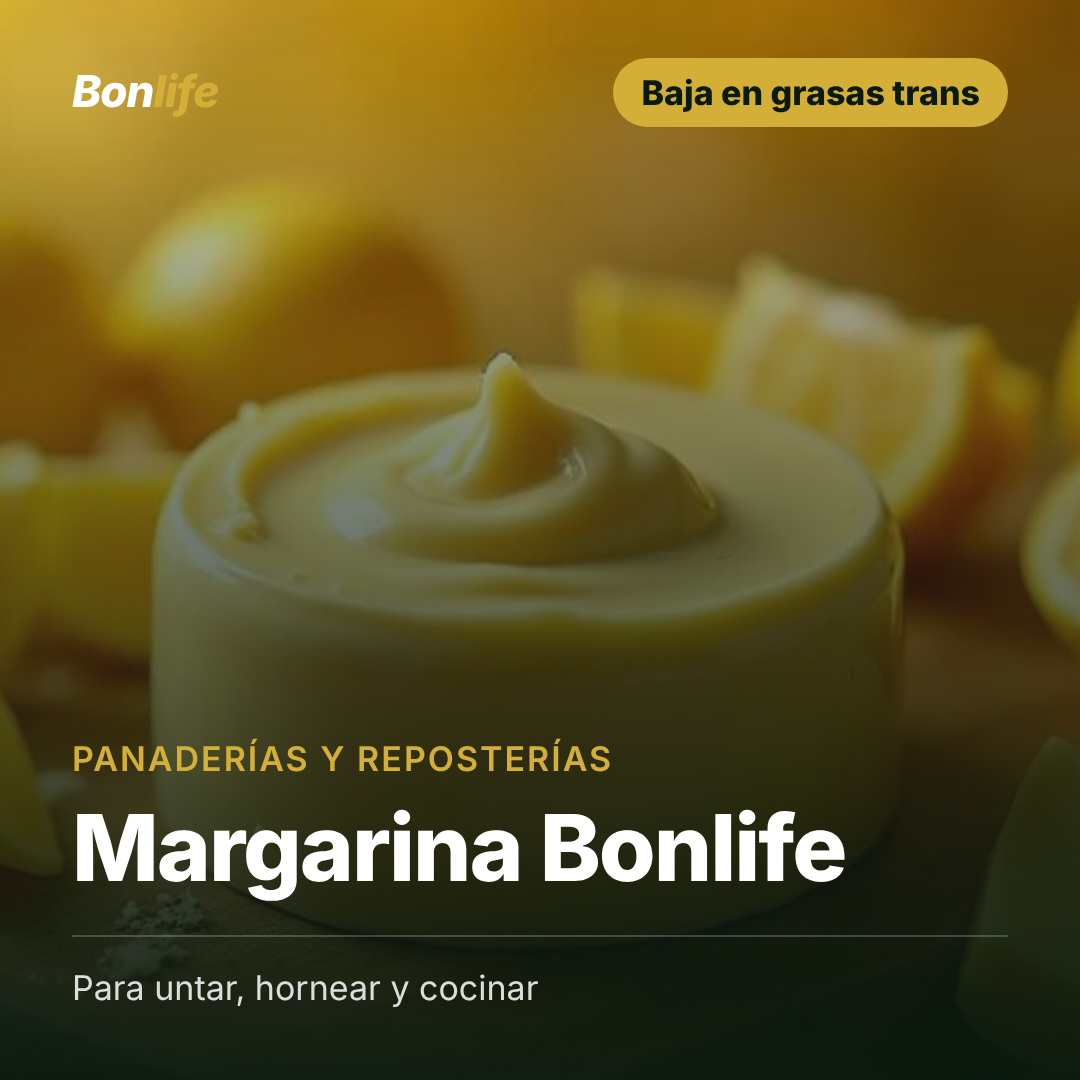 Bonlife
Baja en grasas trans
PANADERÍAS Y REPOSTERÍAS
Margarina Bonlife
Para untar, hornear y cocinar